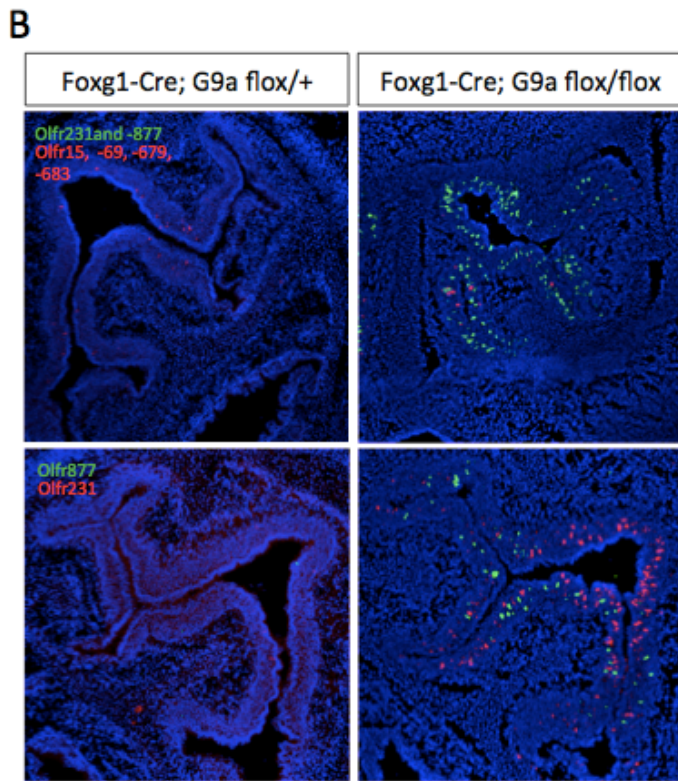 B
Foxg1-Cre; G9a flox/+
Foxg1-Cre; G9a flox/flox
Olfr231and -877
Olfr15, -69, -679,
-683
Olfr877
Olfr231